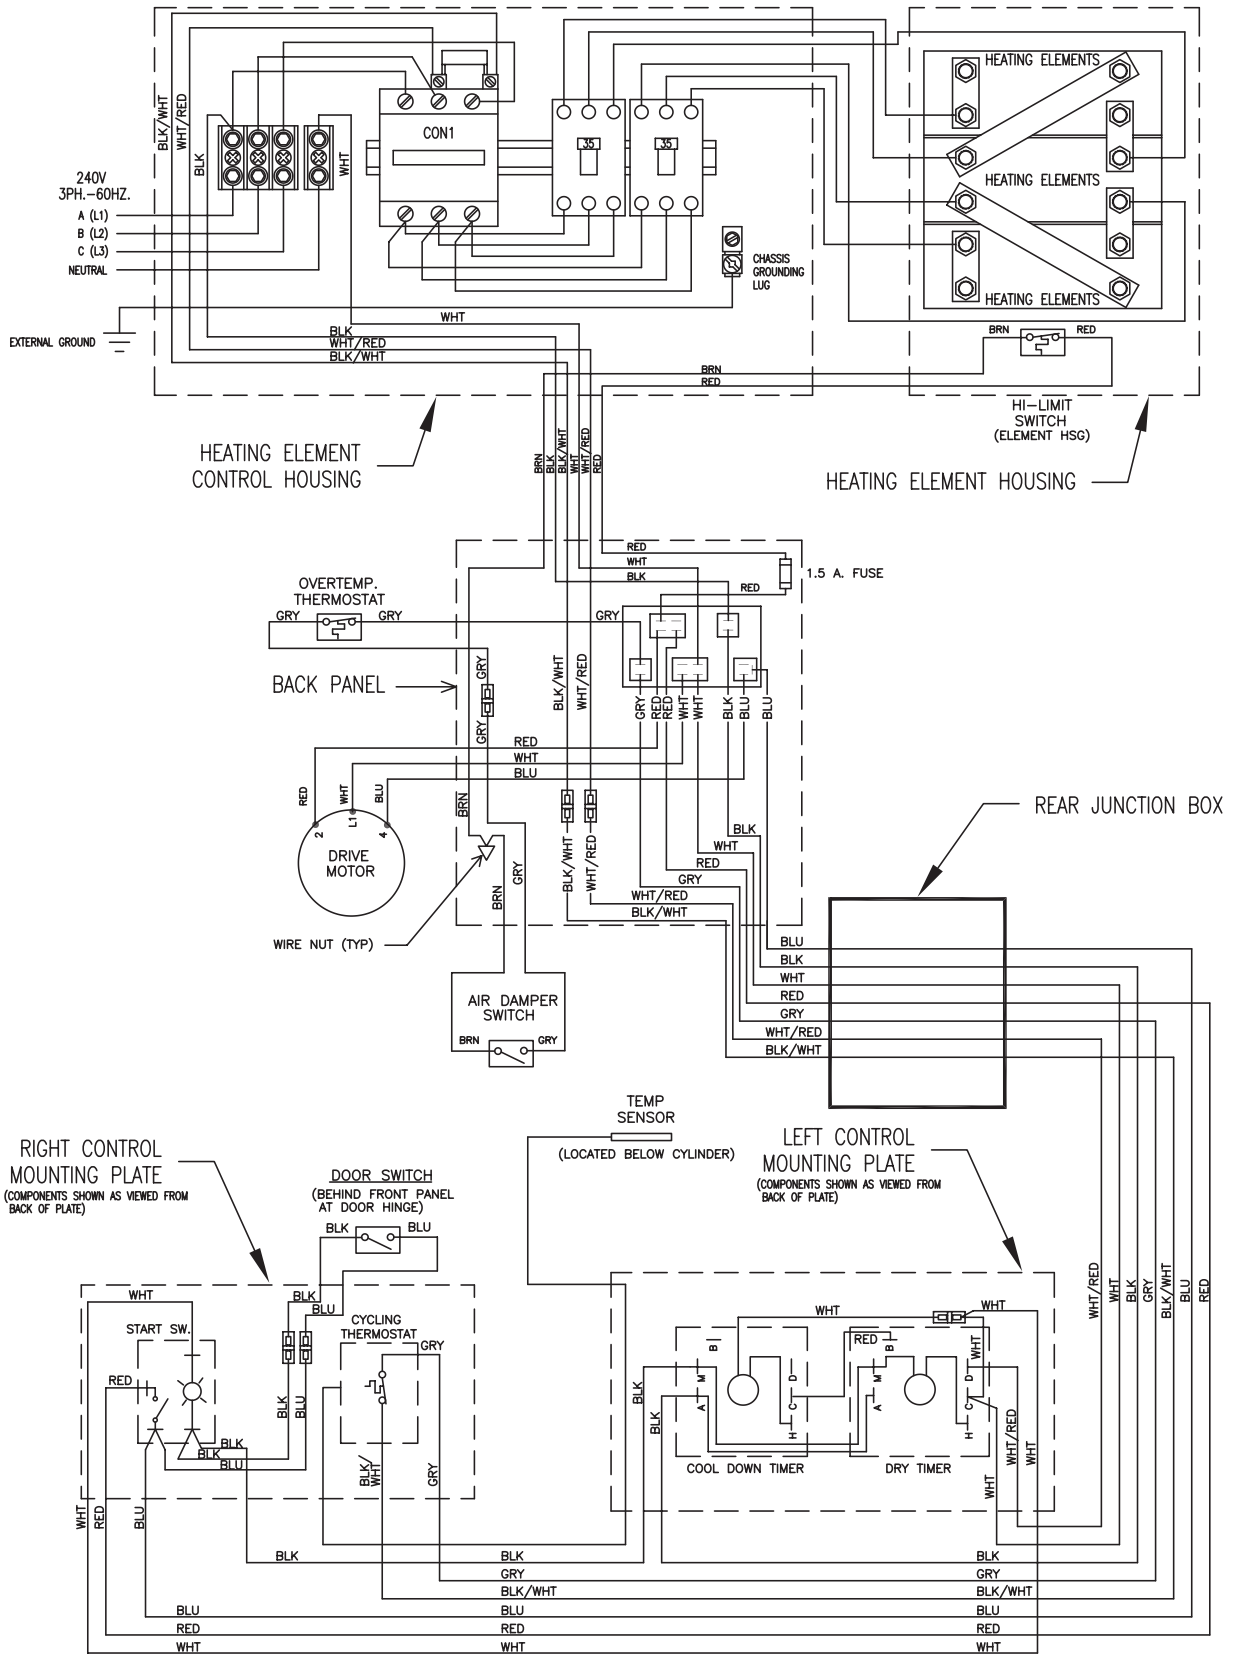 BLK/WHT
WHT/RED
BLK
WHT
CON1
35
35
HEATING ELEMENTS
HEATING ELEMENTS
HEATING ELEMENTS
240V
3PH.-60HZ.
A (L1)
B (L2)
C (L3)
NEUTRAL
EXTERNAL GROUND
CHASSIS
GROUNDING
LUG
WHT
BLK
WHT/RED
BLK/WHT
BRN
RED
BRN
RED
HI-LIMIT
SWITCH
(ELEMENT HSG)
HEATING ELEMENT
CONTROL HOUSING
HEATING ELEMENT HOUSING
BRN
BLK
BLK/WHT
WHT
WHT/RED
RED
RED
WHT
BLK
RED
1.5 A. FUSE
OVERTEMP.
THERMOSTAT
GRY
GRY
GRY
BACK PANEL
GRY
GRY
BLK/WHT
WHT/RED
GRY
RED
RED
WHT
WHT
BLK
BLU
BLU
RED
WHT
BLU
RED
WHT
BLU
2
L1
4
DRIVE
MOTOR
BRN
BLK/WHT
WHT/RED
BRN
GRY
WIRE NUT (TYP)
BLK
WHT
RED
GRY
WHT/RED
BLK/WHT
REAR JUNCTION BOX
BLU
BLK
WHT
RED
GRY
WHT/RED
BLK/WHT
AIR DAMPER
SWITCH
BRN
GRY
TEMP
SENSOR
(LOCATED BELOW CYLINDER)
RIGHT CONTROL
MOUNTING PLATE
(COMPONENTS SHOWN AS VIEWED FROM
BACK OF PLATE)
DOOR SWITCH
(BEHIND FRONT PANEL
AT DOOR HINGE)
BLK
BLU
LEFT CONTROL
MOUNTING PLATE
(COMPONENTS SHOWN AS VIEWED FROM
BACK OF PLATE)
WHT/RED
WHT
BLK
GRY
BLK/WHT
BLU
RED
WHT
START SW.
RED
BLK
BLU
BLK
BLU
BLK
BLK
BLU
CYCLING
THERMOSTAT
GRY
BLK/
WHT
GRY
WHT
RED
BLU
WHT
WHT
RED
WHT
B
M
A
D
C
H
B
M
A
D
C
H
BLK
BLK
COOL DOWN TIMER
DRY TIMER
WHT/RED
WHT
WHT
BLK
BLK
BLK
GRY
GRY
BLK/WHT
BLK/WHT
BLU
BLU
BLU
RED
RED
RED
WHT
WHT
WHT